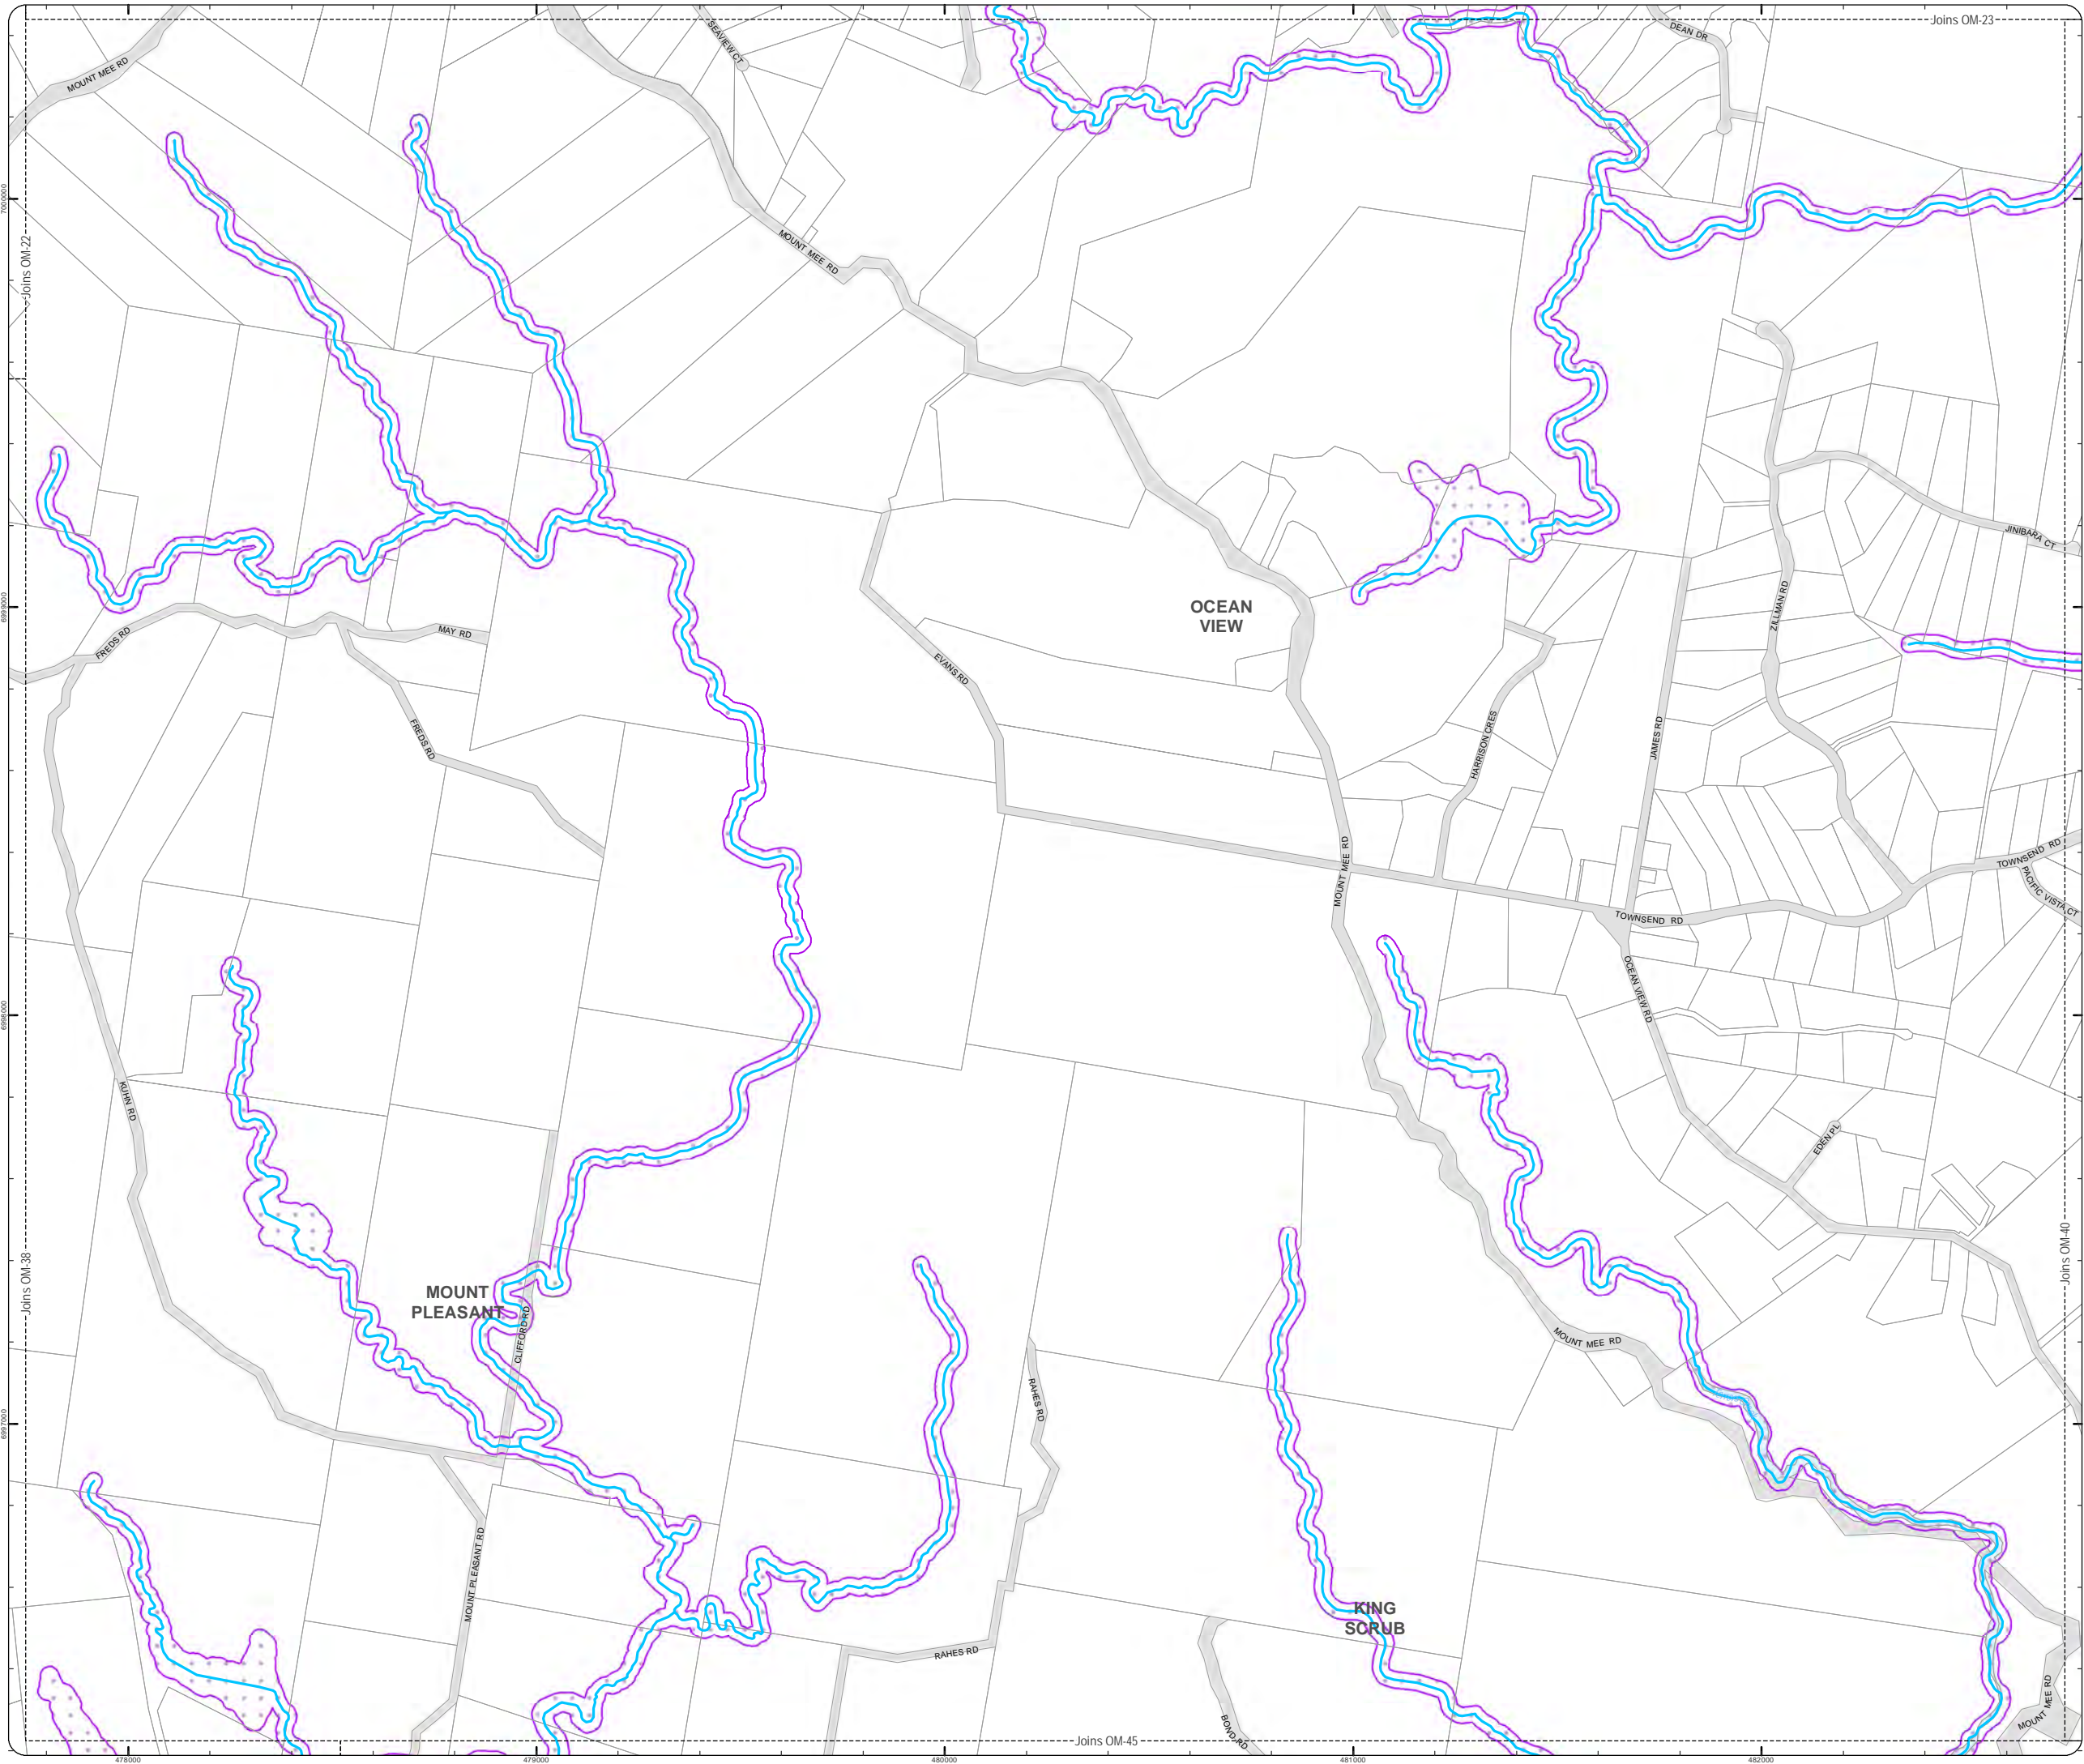 Joins OM-23
SEAVIEW CT
DEAN DR
MOUNT MEE RD
7000000
Joins OM-22
MOUNT MEE RD
JINIBARA CT
ZILLMAN RD
6999000
OCEAN
VIEW
FREDS RD
MAY RD
EVANS RD
FREDS RD
HARRISON CRES
JAMES RD
MOUNT MEE RD
TOWNSEND RD
PACIFIC VISTA CT
TOWNSEND RD
OCEAN VIEW RD
6998000
KUHN RD
EDEN PL
Joins OM-38
Joins OM-40
MOUNT
PLEASANT
CLIFFORD RD
MOUNT MEE RD
RAHES RD
6997000
MOUNT PLEASANT RD
KING
SCRUB
RAHES RD
BOND RD
MOUNT MEE RD
Joins OM-45
478000
479000
480000
481000
482000